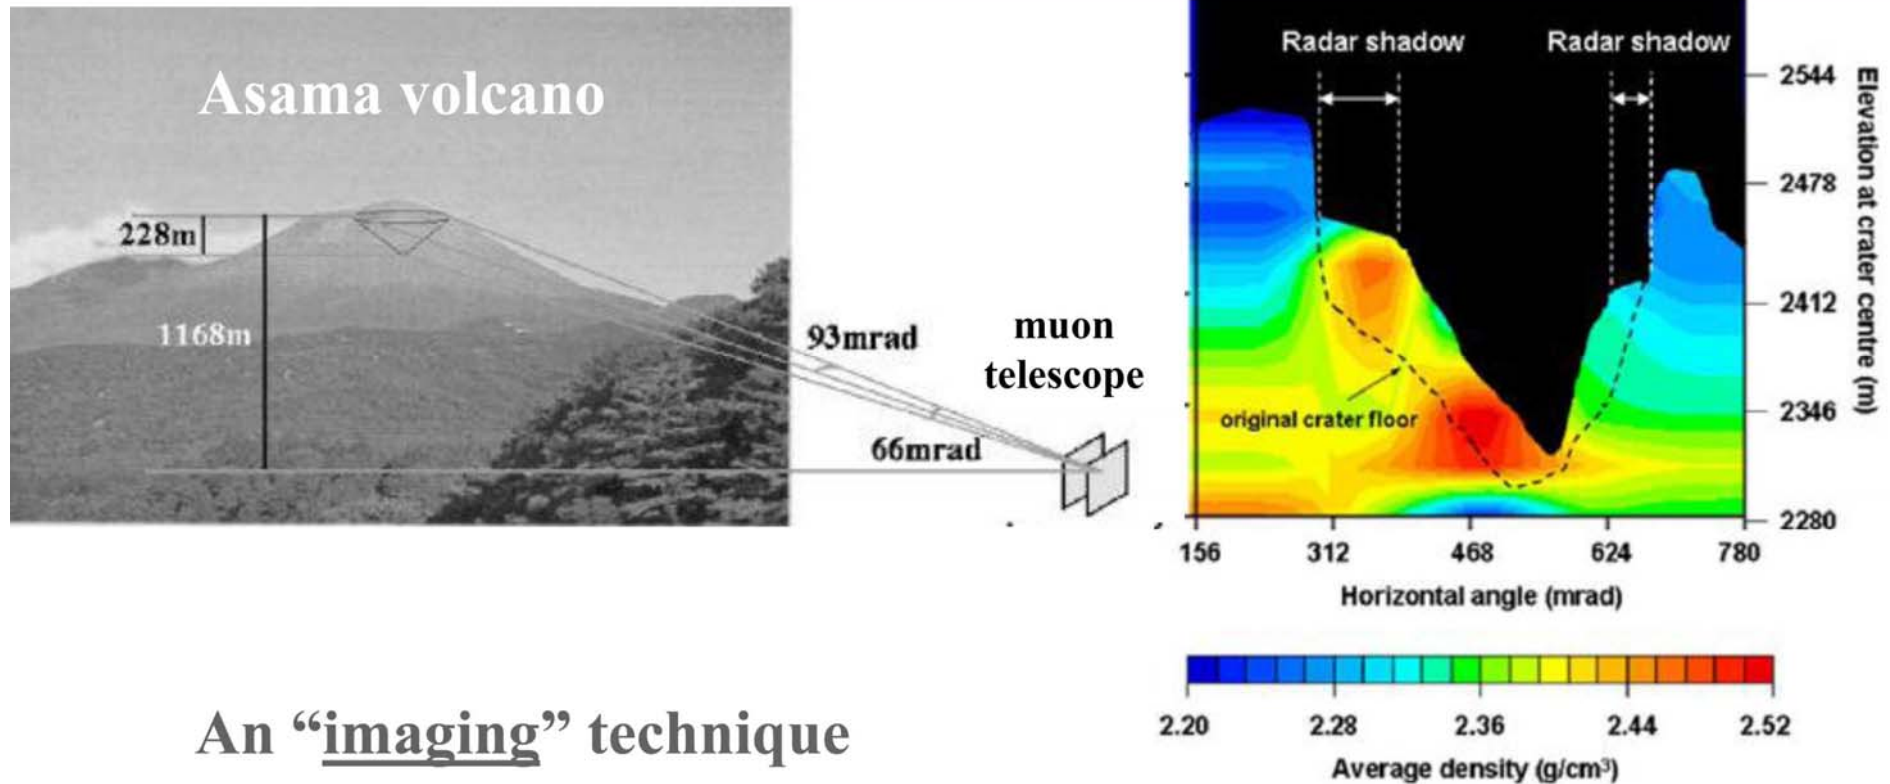 Asama volcano
228m
1168m
93mrad
66mrad
muon
telescope
An “imaging” technique
Radar shadow
Radar shadow
original crater floor
2544
2478
2412
2346
2280
Elevation at crater centre (m)
156
312
468
624
780
Horizontal angle (mrad)
2.20
2.28
2.36
2.44
2.52
Average density (g/cm³)